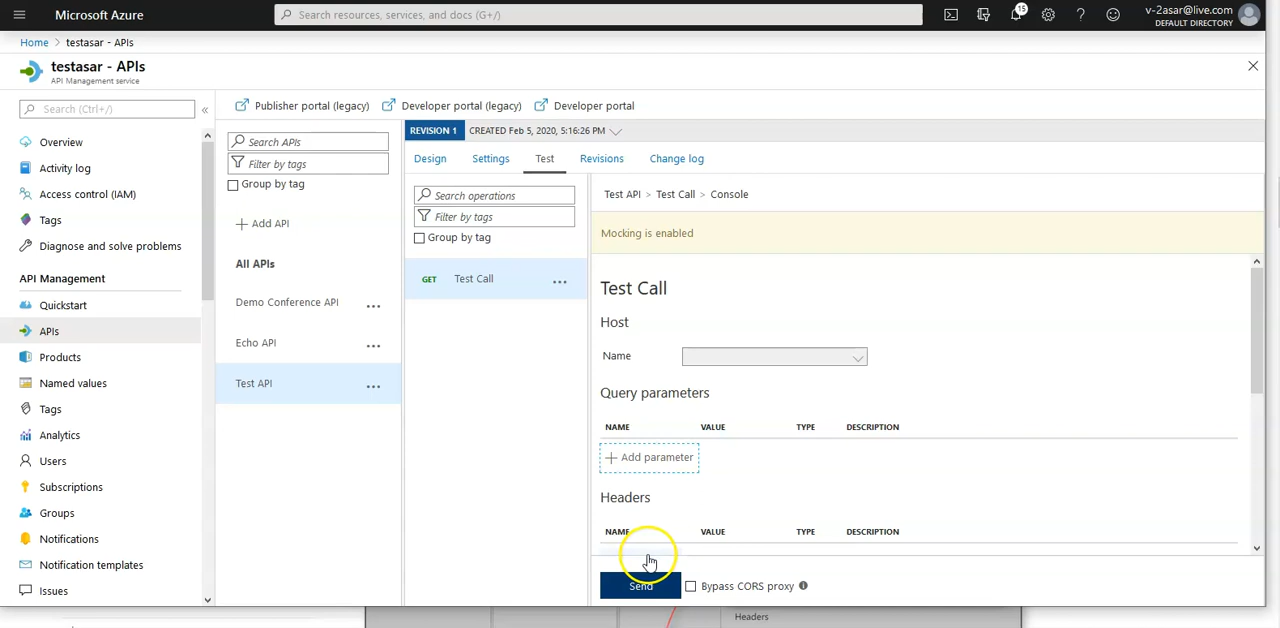 Microsoft Azure
Search resources, services, and docs (G+/)
15
v-2asar@live.com
DEFAULT DIRECTORY
Home > testasar - APIs
testasar - APIs
API Management service
Search (Ctrl+/)
«
Overview
Activity log
Access control (IAM)
Tags
Diagnose and solve problems
API Management
Quickstart
APIs
Products
Named values
Tags
Analytics
Users
Subscriptions
Groups
Notifications
Notification templates
Issues
Publisher portal (legacy)
Developer portal (legacy)
Developer portal
Search APIs
Filter by tags
Group by tag
+ Add API
All APIs
Demo Conference API ...
Echo API ...
Test API ...
REVISION 1 CREATED Feb 5, 2020, 5:16:26 PM
Design Settings Test Revisions Change log
Search operations
Filter by tags
Group by tag
GET Test Call ...
Test API > Test Call > Console
Mocking is enabled
Test Call
Host
Name
Query parameters
NAME VALUE TYPE DESCRIPTION
+ Add parameter
Headers
NAME VALUE TYPE DESCRIPTION
Send Bypass CORS proxy
Headers